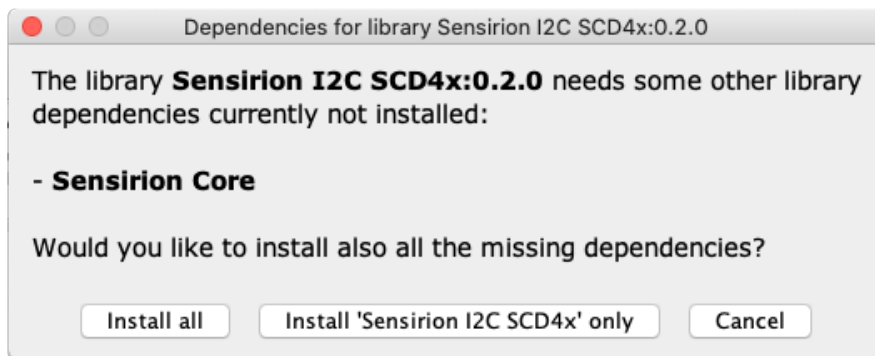 Dependencies for library Sensirion I2C SCD4x:0.2.0
The library Sensirion I2C SCD4x:0.2.0 needs some other library
dependencies currently not installed:
- Sensirion Core
Would you like to install also all the missing dependencies?
Install all Install 'Sensirion I2C SCD4x' only Cancel